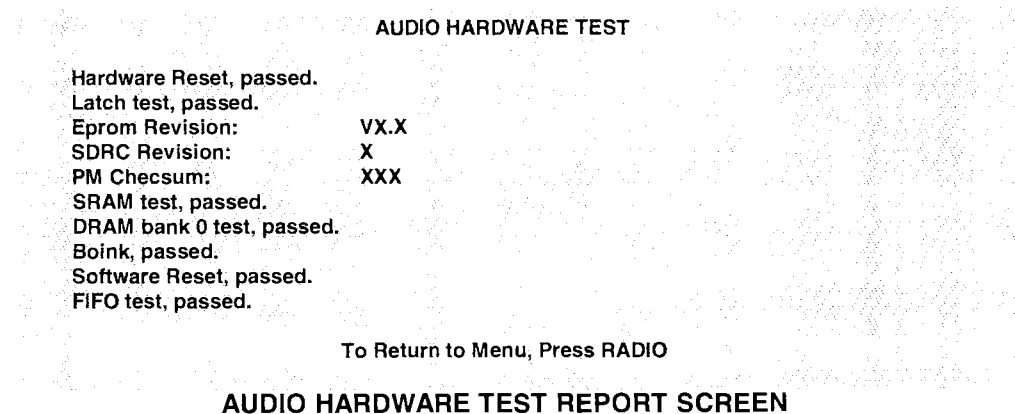 AUDIO HARDWARE TEST
Hardware Reset, passed.
Latch test, passed.
Eprom Revision: VX.X
SDRC Revision: X
PM Checsum: XXX
SRAM test, passed.
DRAM bank 0 test, passed.
Boink, passed.
Software Reset, passed.
FIFO test, passed.
To Return to Menu, Press RADIO
AUDIO HARDWARE TEST REPORT SCREEN